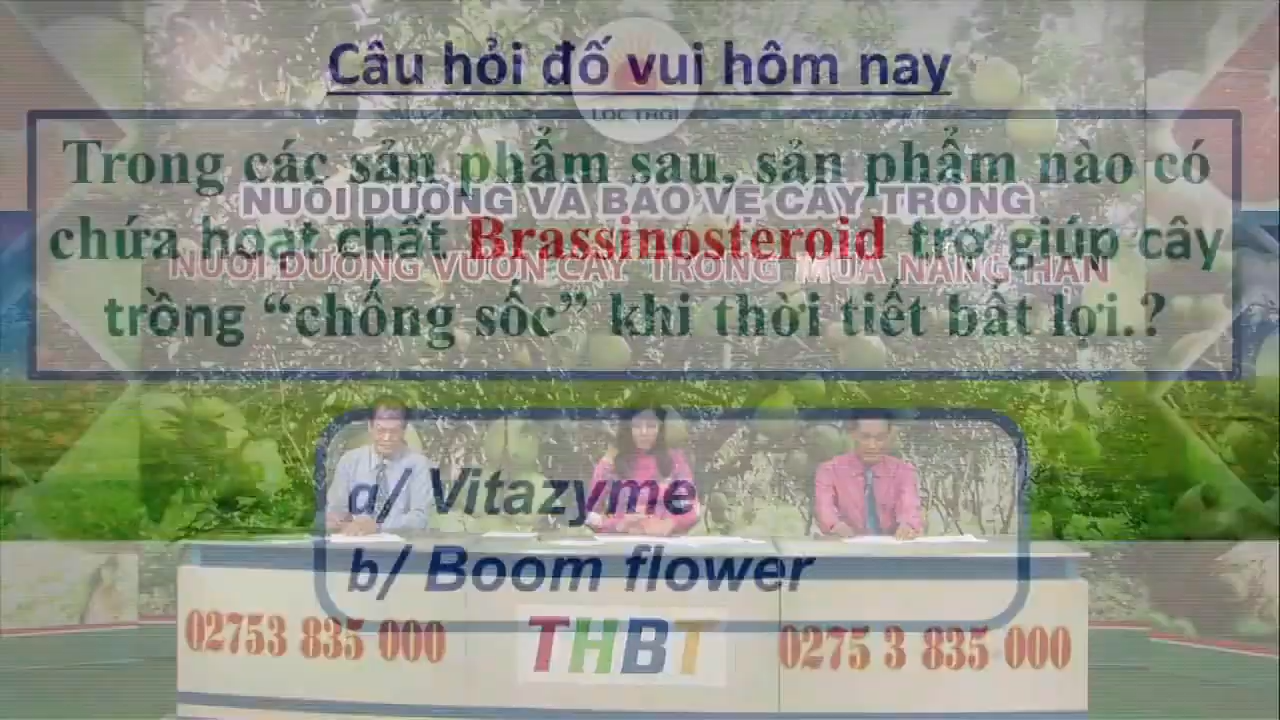 Câu hỏi đố vui hôm nay
LỘC TRỜI
Trong các sản phẩm sau, sản phẩm nào có
NUÔI DƯỠNG VÀ BẢO VỆ CÂY TRỒNG
chứa hoạt chất Brassinosteroid trợ giúp cây
NUÔI DƯỠNG VƯỜN CÂY TRONG MÙA NẮNG HẠN
trồng “chống sốc” khi thời tiết bất lợi.?
a/ Vitazyme
b/ Boom flower
02753 835 000
THBT
0275 3 835 000